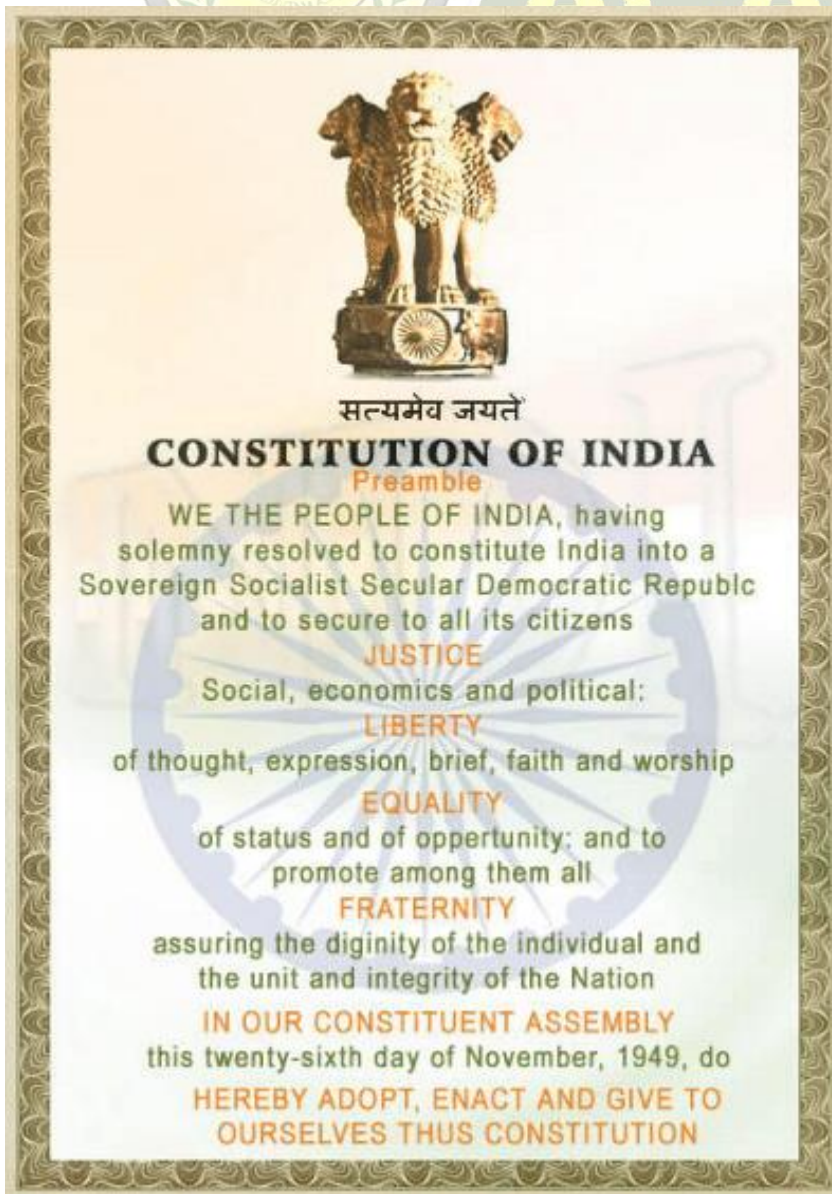 सत्यमेव जयते
CONSTITUTION OF INDIA
Preamble
WE THE PEOPLE OF INDIA, having
solemny resolved to constitute India into a
Sovereign Socialist Secular Democratic Republc
and to secure to all its citizens
JUSTICE
Social, economics and political:
LIBERTY
of thought, expression, brief, faith and worship
EQUALITY
of status and of oppertunity: and to
promote among them all
FRATERNITY
assuring the diginity of the individual and
the unit and integrity of the Nation
IN OUR CONSTITUENT ASSEMBLY
this twenty-sixth day of November, 1949, do
HEREBY ADOPT, ENACT AND GIVE TO
OURSELVES THUS CONSTITUTION